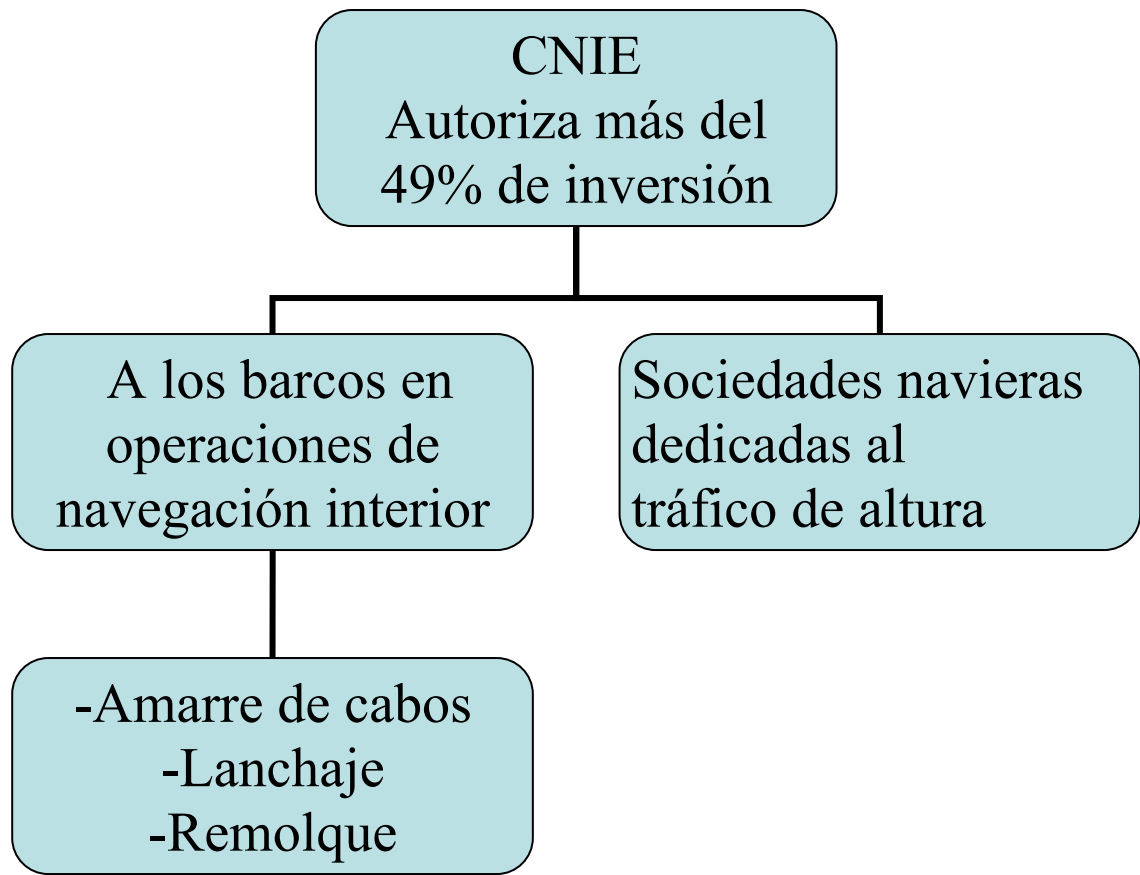 CNIE
Autoriza más del
49% de inversión
A los barcos en
operaciones de
navegación interior
Sociedades navieras
dedicadas al
tráfico de altura
-Amarre de cabos
-Lanchaje
-Remolque